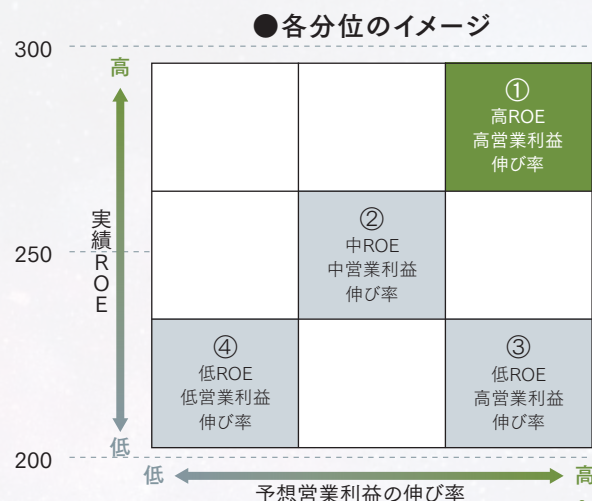 ●各分位のイメージ
300
高
①
高ROE
高営業利益
伸び率
実績ROE
②
中ROE
中営業利益
伸び率
250
④
低ROE
低営業利益
伸び率
③
低ROE
高営業利益
伸び率
低
200
低
高
予想営業利益の伸び率